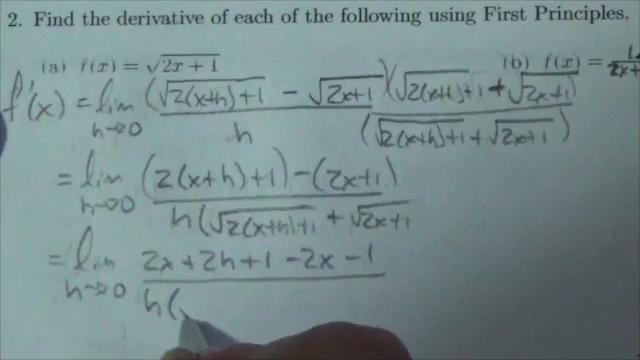 2. Find the derivative of each of the following using First Principles.
(a) f(x) = √2x + 1
(b) f(x) =
f'(x) = lim h→0 (√2(x+h)+1 - √2x+1)(√2(x+h)+1 + √2x+1) / h (√2(x+h)+1 + √2x+1)
= lim h→0 (2(x+h)+1) - (2x+1) / h(√2(x+h)+1 + √2x+1
= lim h→0 2x + 2h + 1 - 2x - 1 / h(